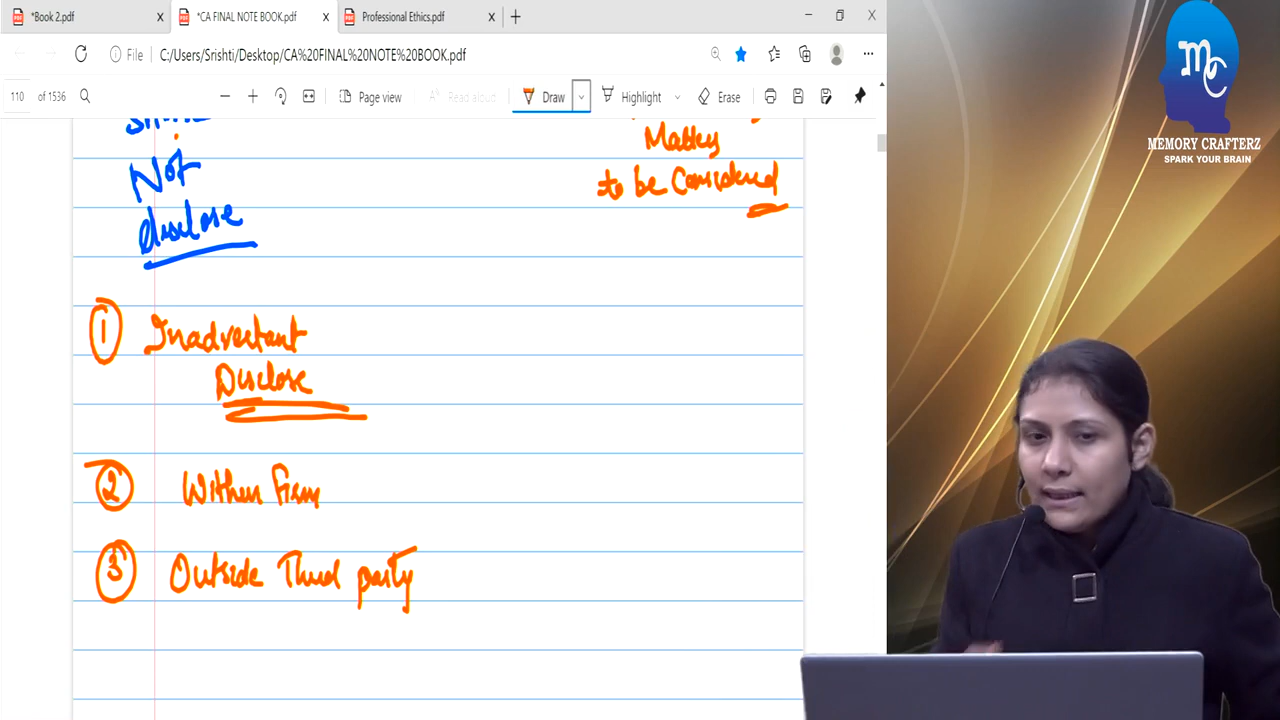 *Book 2.pdf
*CA FINAL NOTE BOOK.pdf
Professional Ethics.pdf
File
C:/Users/Srishti/Desktop/CA%20FINAL%20NOTE%20BOOK.pdf
110 of 1536
Page view
Read aloud
Draw
Highlight
Erase
Not
disclose
to be Considered
① Inadvertant
Disclose
② Within Firm
③ Outside Third party
MC
MEMORY CRAFTERZ
SPARK YOUR BRAIN